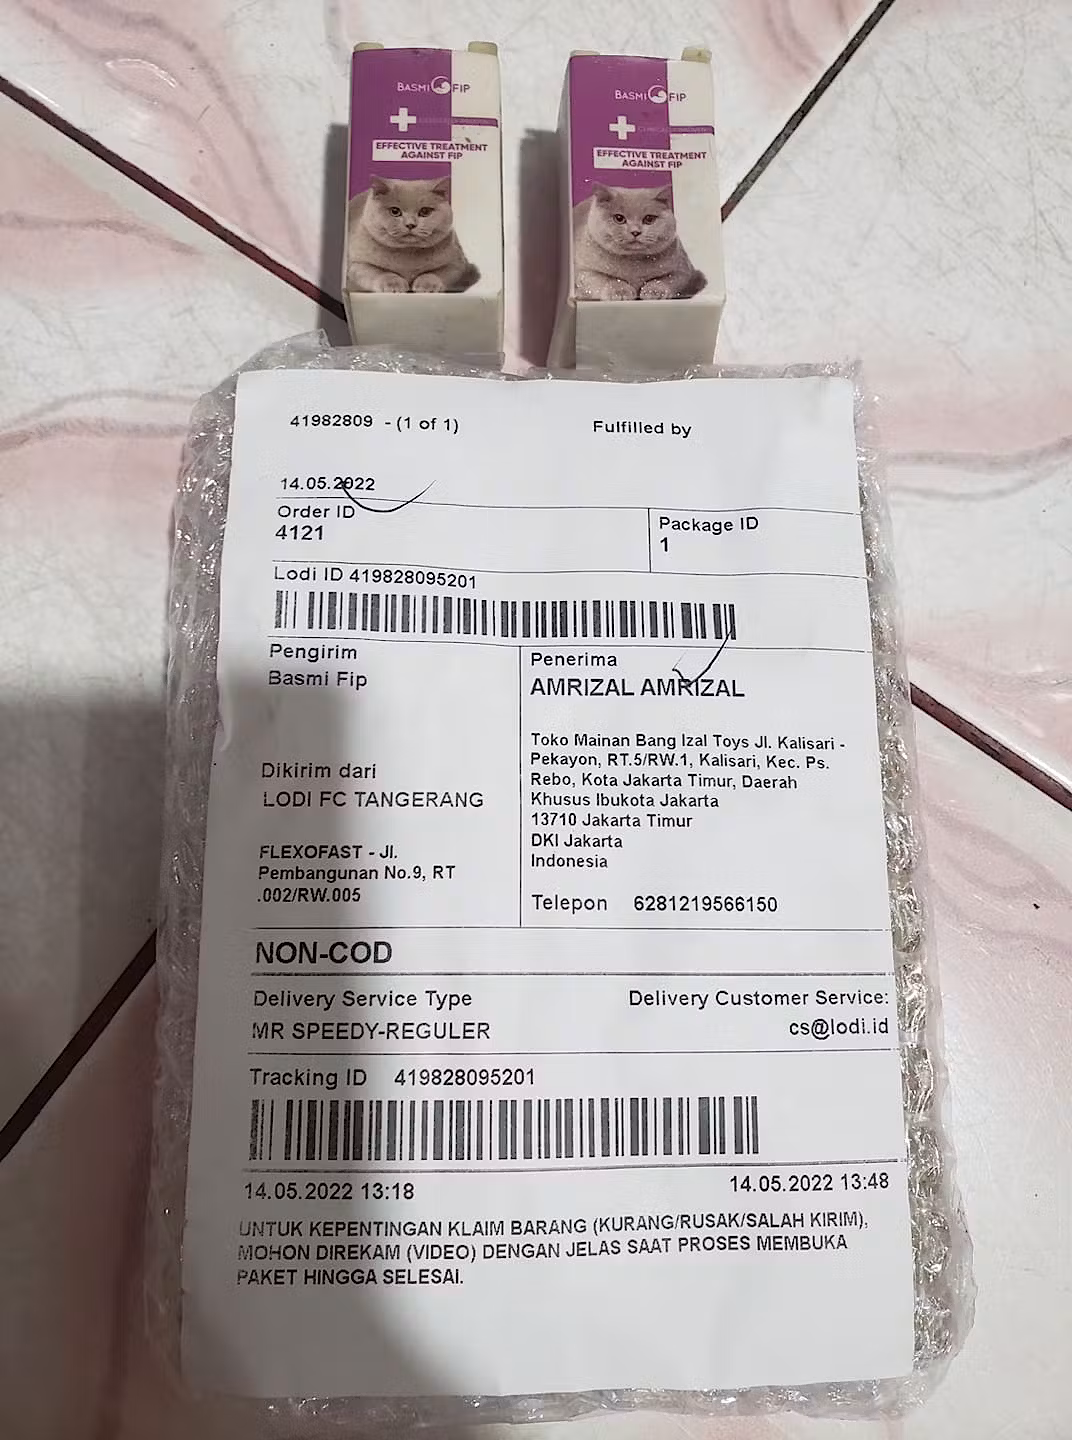 BASMI FIP
EFFECTIVE TREATMENT
AGAINST FIP
BASMI FIP
EFFECTIVE TREATMENT
AGAINST FIP
41982809 - (1 of 1)
Fulfilled by
14.05.2022
Order ID
4121
Package ID
1
Lodi ID 419828095201
Pengirim
Basmi Fip
Dikirim dari
LODI FC TANGERANG
FLEXOFAST - Jl.
Pembangunan No.9, RT
.002/RW.005
Penerima
AMRIZAL AMRIZAL
Toko Mainan Bang Izal Toys Jl. Kalisari -
Pekayon, RT.5/RW.1, Kalisari, Kec. Ps.
Rebo, Kota Jakarta Timur, Daerah
Khusus Ibukota Jakarta
13710 Jakarta Timur
DKI Jakarta
Indonesia
Telepon 6281219566150
NON-COD
Delivery Service Type
MR SPEEDY-REGULER
Delivery Customer Service:
cs@lodi.id
Tracking ID 419828095201
14.05.2022 13:18
14.05.2022 13:48
UNTUK KEPENTINGAN KLAIM BARANG (KURANG/RUSAK/SALAH KIRIM),
MOHON DIREKAM (VIDEO) DENGAN JELAS SAAT PROSES MEMBUKA
PAKET HINGGA SELESAI.